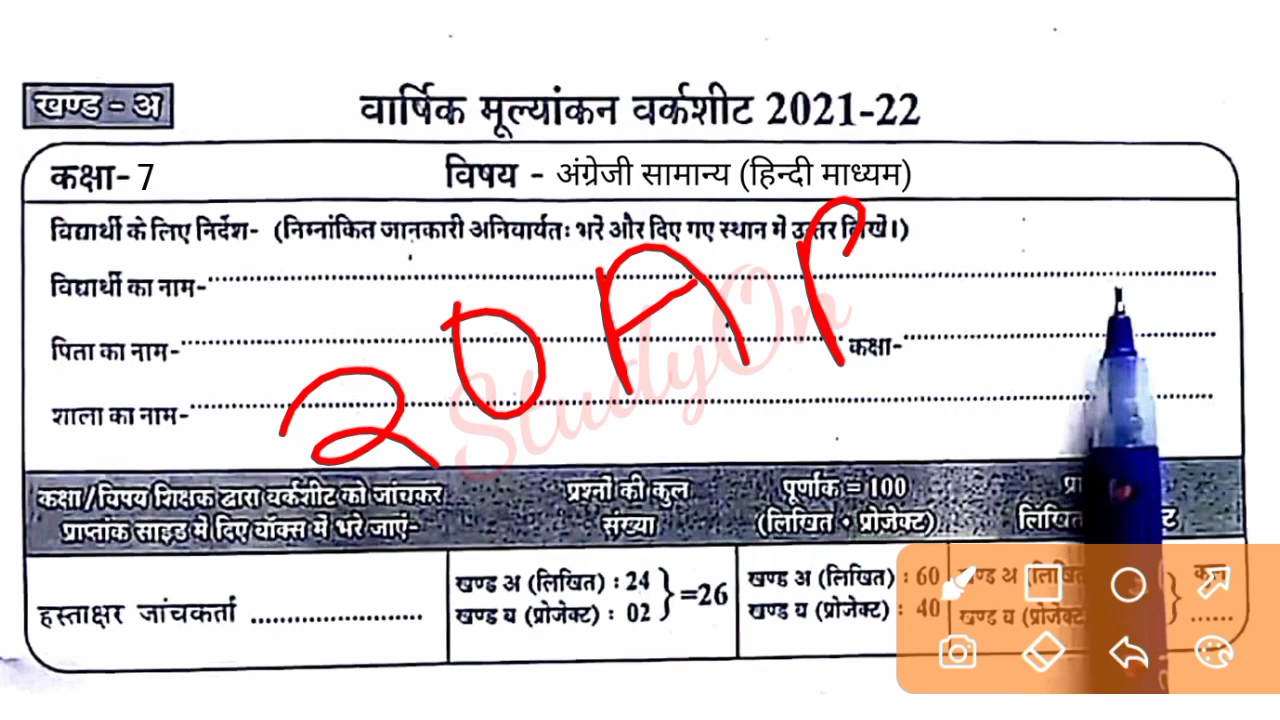 खण्ड - अ
वार्षिक मूल्यांकन वर्कशीट 2021-22
कक्षा- 7 विषय - अंग्रेजी सामान्य (हिन्दी माध्यम)
विद्यार्थी के लिए निर्देश- (निम्नांकित जानकारी अनिवार्यतः भरे और दिए गए स्थान मे उत्तर लिखे।)
विद्यार्थी का नाम-
पिता का नाम- कक्षा-
शाला का नाम-
20 A
StudyOn
कक्षा/विषय शिक्षक द्वारा वर्कशीट को जांचकर
प्राप्तांक साइड मे दिए बॉक्स में भरे जाएं-
प्रश्नों की कुल
संख्या
पूर्णांक = 100
(लिखित + प्रोजेक्ट)
लिखित
हस्ताक्षर जांचकर्ता ........................
खण्ड अ (लिखित) : 24
खण्ड ब (प्रोजेक्ट) : 02
=26
खण्ड अ (लिखित) : 60
खण्ड ब (प्रोजेक्ट) : 40
खण्ड अ
खण्ड ब